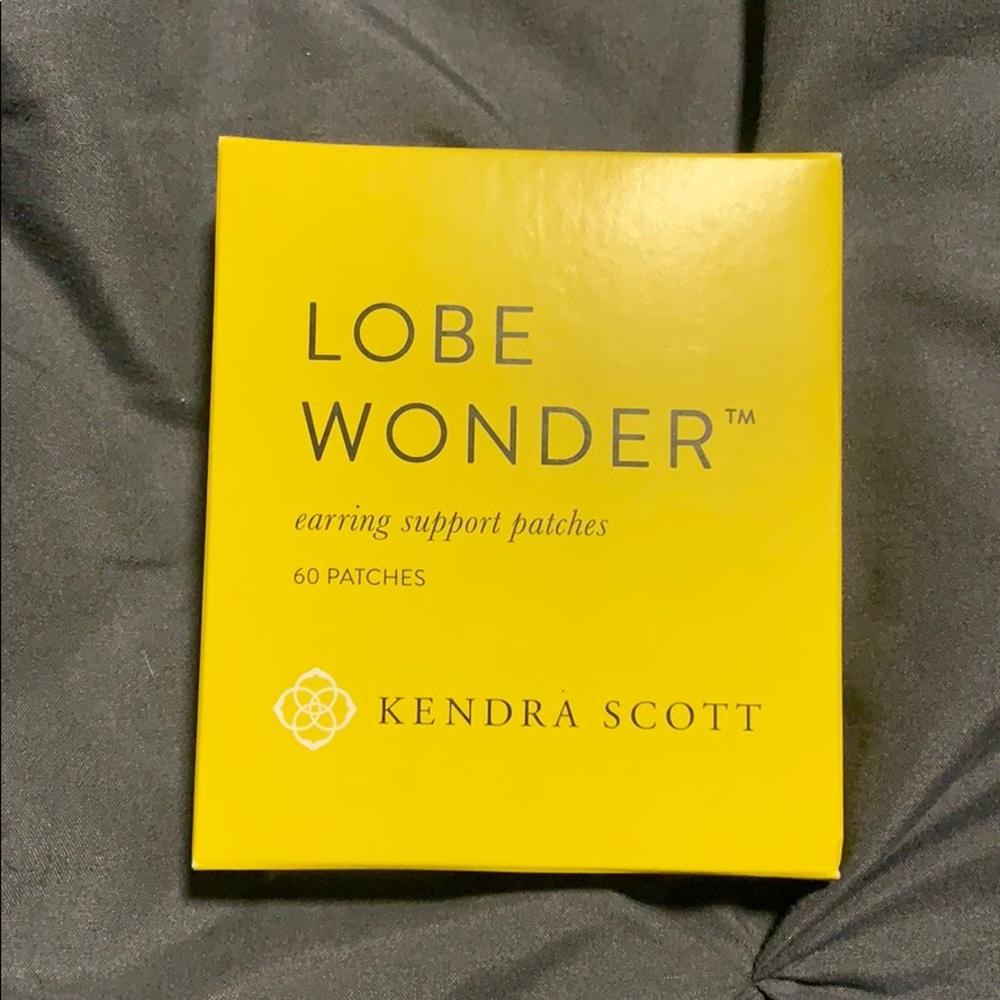 LOBE
WONDER™
earring support patches
60 PATCHES
KENDRA SCOTT